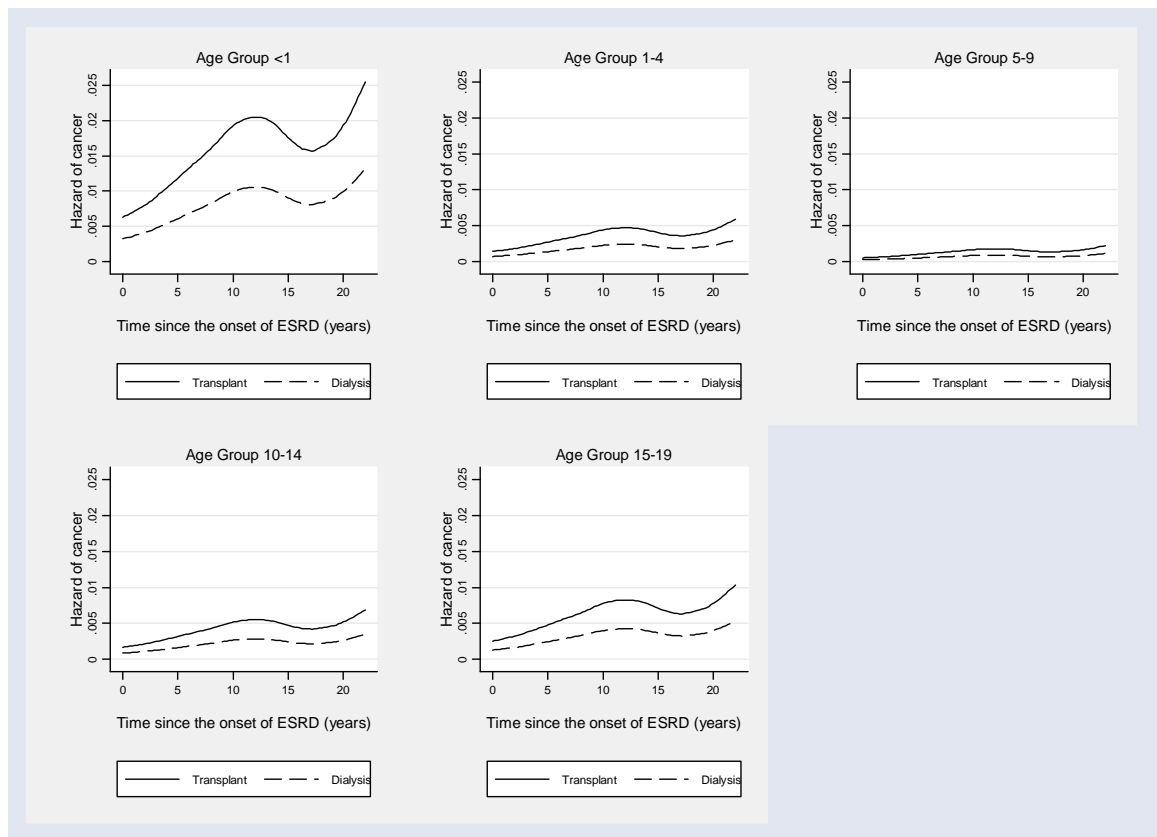 Age Group <1
Hazard of cancer
.025
.02
.015
.01
.005
0
0 5 10 15 20
Time since the onset of ESRD (years)
Transplant Dialysis
Age Group 1-4
Hazard of cancer
.025
.02
.015
.01
.005
0
0 5 10 15 20
Time since the onset of ESRD (years)
Transplant Dialysis
Age Group 5-9
Hazard of cancer
.025
.02
.015
.01
.005
0
0 5 10 15 20
Time since the onset of ESRD (years)
Transplant Dialysis
Age Group 10-14
Hazard of cancer
.025
.02
.015
.01
.005
0
0 5 10 15 20
Time since the onset of ESRD (years)
Transplant Dialysis
Age Group 15-19
Hazard of cancer
.025
.02
.015
.01
.005
0
0 5 10 15 20
Time since the onset of ESRD (years)
Transplant Dialysis